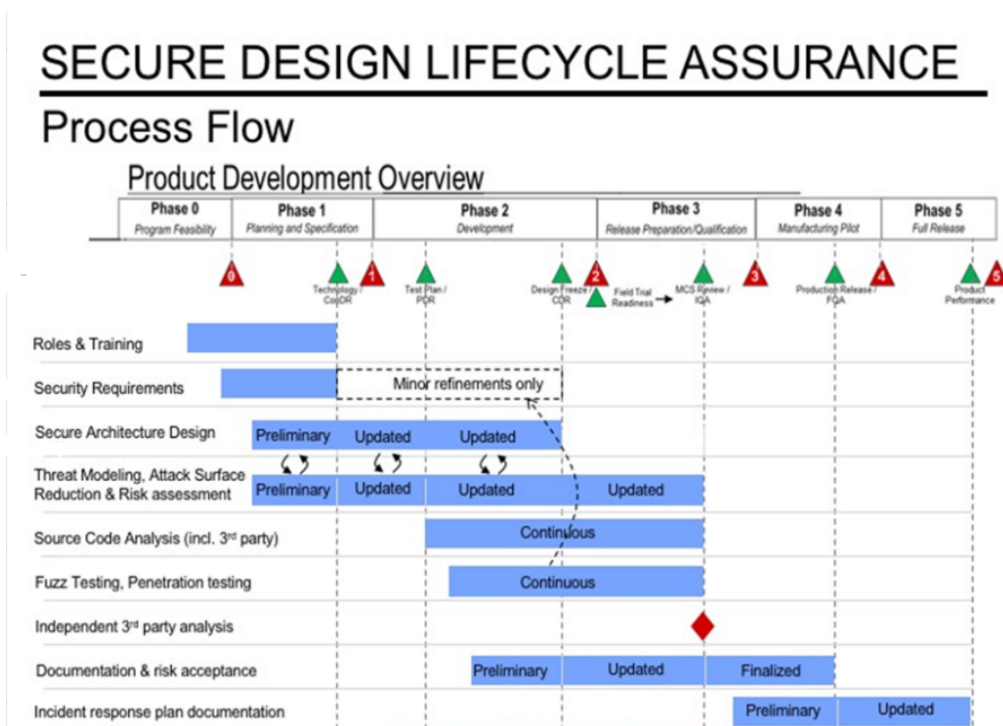 SECURE DESIGN LIFECYCLE ASSURANCE
Process Flow
Product Development Overview
Phase 0
Program Feasibility
Phase 1
Planning and Specification
Phase 2
Development
Phase 3
Release Preparation/Qualification
Phase 4
Manufacturing Pilot
Phase 5
Full Release
0
1
2
3
4
5
Technology /
ConDR
Test Plan /
PDR
Design Freeze /
CDR
Field Trial
Readiness
MCS Review /
IQA
Production Release /
FQA
Product
Performance
Roles & Training
Security Requirements
Minor refinements only
Secure Architecture Design
Preliminary
Updated
Updated
Threat Modeling, Attack Surface
Reduction & Risk assessment
Preliminary
Updated
Updated
Updated
Source Code Analysis (incl. 3rd party)
Continuous
Fuzz Testing, Penetration testing
Continuous
Independent 3rd party analysis
Documentation & risk acceptance
Preliminary
Updated
Finalized
Incident response plan documentation
Preliminary
Updated